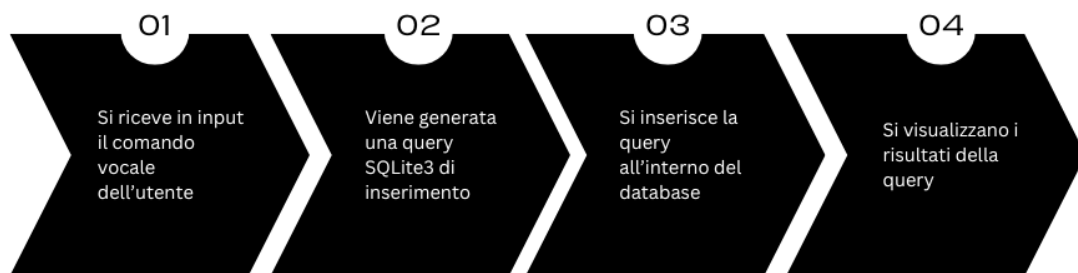 01
Si riceve in input
il comando
vocale
dell’utente
02
Viene generata
una query
SQLite3 di
inserimento
03
Si inserisce la
query
all’interno del
database
04
Si visualizzano i
risultati della
query